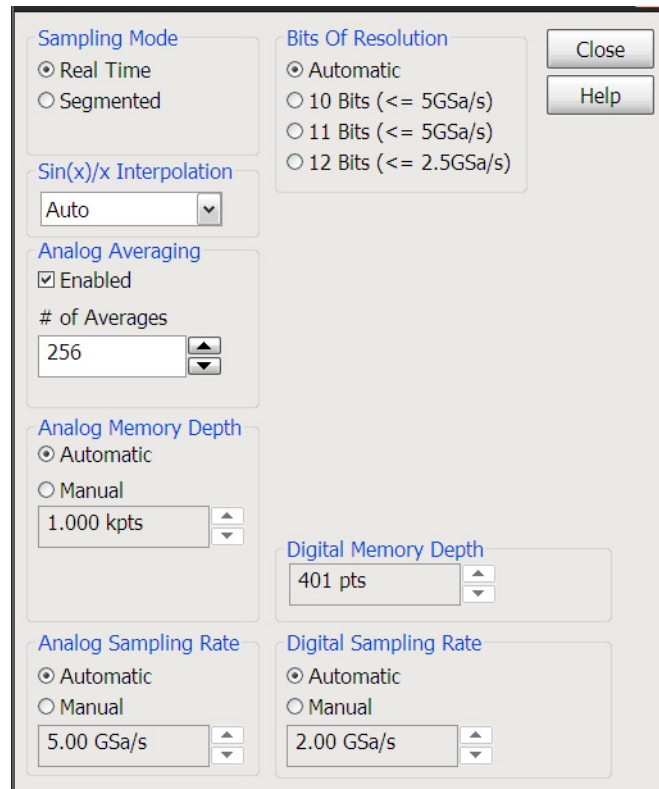 Sampling Mode
Real Time
Segmented
Bits Of Resolution
Automatic
10 Bits (<= 5GSa/s)
11 Bits (<= 5GSa/s)
12 Bits (<= 2.5GSa/s)
Close
Help
Sin(x)/x Interpolation
Auto
Analog Averaging
Enabled
# of Averages
256
Analog Memory Depth
Automatic
Manual
1.000 kpts
Digital Memory Depth
401 pts
Analog Sampling Rate
Automatic
Manual
5.00 GSa/s
Digital Sampling Rate
Automatic
Manual
2.00 GSa/s